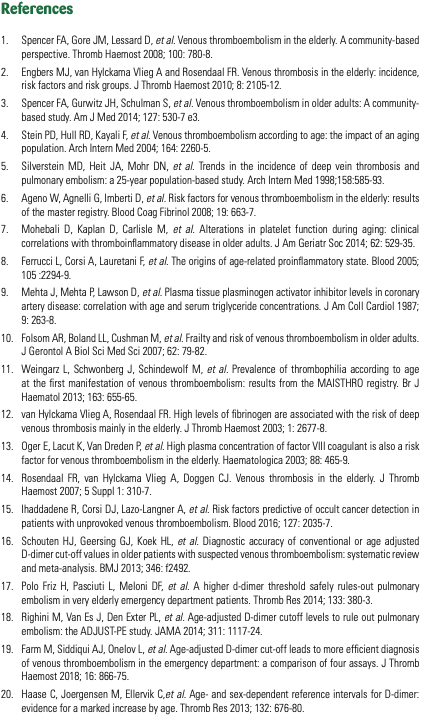 References
1. Spencer FA, Gore JM, Lessard D, et al. Venous thromboembolism in the elderly. A community-based
perspective. Thromb Haemost 2008; 100: 780-8.
2. Engbers MJ, van Hylckama Vlieg A and Rosendaal FR. Venous thrombosis in the elderly: incidence,
risk factors and risk groups. J Thromb Haemost 2010; 8: 2105-12.
3. Spencer FA, Gurwitz JH, Schulman S, et al. Venous thromboembolism in older adults: A community-
based study. Am J Med 2014; 127: 530-7 e3.
4. Stein PD, Hull RD, Kayali F, et al. Venous thromboembolism according to age: the impact of an aging
population. Arch Intern Med 2004; 164: 2260-5.
5. Silverstein MD, Heit JA, Mohr DN, et al. Trends in the incidence of deep vein thrombosis and
pulmonary embolism: a 25-year population-based study. Arch Intern Med 1998;158:585-93.
6. Ageno W, Agnelli G, Imberti D, et al. Risk factors for venous thromboembolism in the elderly: results
of the master registry. Blood Coag Fibrinol 2008; 19: 663-7.
7. Mohebali D, Kaplan D, Carlisle M, et al. Alterations in platelet function during aging: clinical
correlations with thromboinflammatory disease in older adults. J Am Geriatr Soc 2014; 62: 529-35.
8. Ferrucci L, Corsi A, Lauretani F, et al. The origins of age-related proinflammatory state. Blood 2005;
105 :2294-9.
9. Mehta J, Mehta P, Lawson D, et al. Plasma tissue plasminogen activator inhibitor levels in coronary
artery disease: correlation with age and serum triglyceride concentrations. J Am Coll Cardiol 1987;
9: 263-8.
10. Folsom AR, Boland LL, Cushman M, et al. Frailty and risk of venous thromboembolism in older adults.
J Gerontol A Biol Sci Med Sci 2007; 62: 79-82.
11. Weingarz L, Schwonberg J, Schindewolf M, et al. Prevalence of thrombophilia according to age
at the first manifestation of venous thromboembolism: results from the MAISTHRO registry. Br J
Haematol 2013; 163: 655-65.
12. van Hylckama Vlieg A, Rosendaal FR. High levels of fibrinogen are associated with the risk of deep
venous thrombosis mainly in the elderly. J Thromb Haemost 2003; 1: 2677-8.
13. Oger E, Lacut K, Van Dreden P, et al. High plasma concentration of factor VIII coagulant is also a risk
factor for venous thromboembolism in the elderly. Haematologica 2003; 88: 465-9.
14. Rosendaal FR, van Hylckama Vlieg A, Doggen CJ. Venous thrombosis in the elderly. J Thromb
Haemost 2007; 5 Suppl 1: 310-7.
15. Ihaddadene R, Corsi DJ, Lazo-Langner A, et al. Risk factors predictive of occult cancer detection in
patients with unprovoked venous thromboembolism. Blood 2016; 127: 2035-7.
16. Schouten HJ, Geersing GJ, Koek HL, et al. Diagnostic accuracy of conventional or age adjusted
D-dimer cut-off values in older patients with suspected venous thromboembolism: systematic review
and meta-analysis. BMJ 2013; 346: f2492.
17. Polo Friz H, Pasciuti L, Meloni DF, et al. A higher d-dimer threshold safely rules-out pulmonary
embolism in very elderly emergency department patients. Thromb Res 2014; 133: 380-3.
18. Righini M, Van Es J, Den Exter PL, et al. Age-adjusted D-dimer cutoff levels to rule out pulmonary
embolism: the ADJUST-PE study. JAMA 2014; 311: 1117-24.
19. Farm M, Siddiqui AJ, Onelov L, et al. Age-adjusted D-dimer cut-off leads to more efficient diagnosis
of venous thromboembolism in the emergency department: a comparison of four assays. J Thromb
Haemost 2018; 16: 866-75.
20. Haase C, Joergensen M, Ellervik C,et al. Age- and sex-dependent reference intervals for D-dimer:
evidence for a marked increase by age. Thromb Res 2013; 132: 676-80.